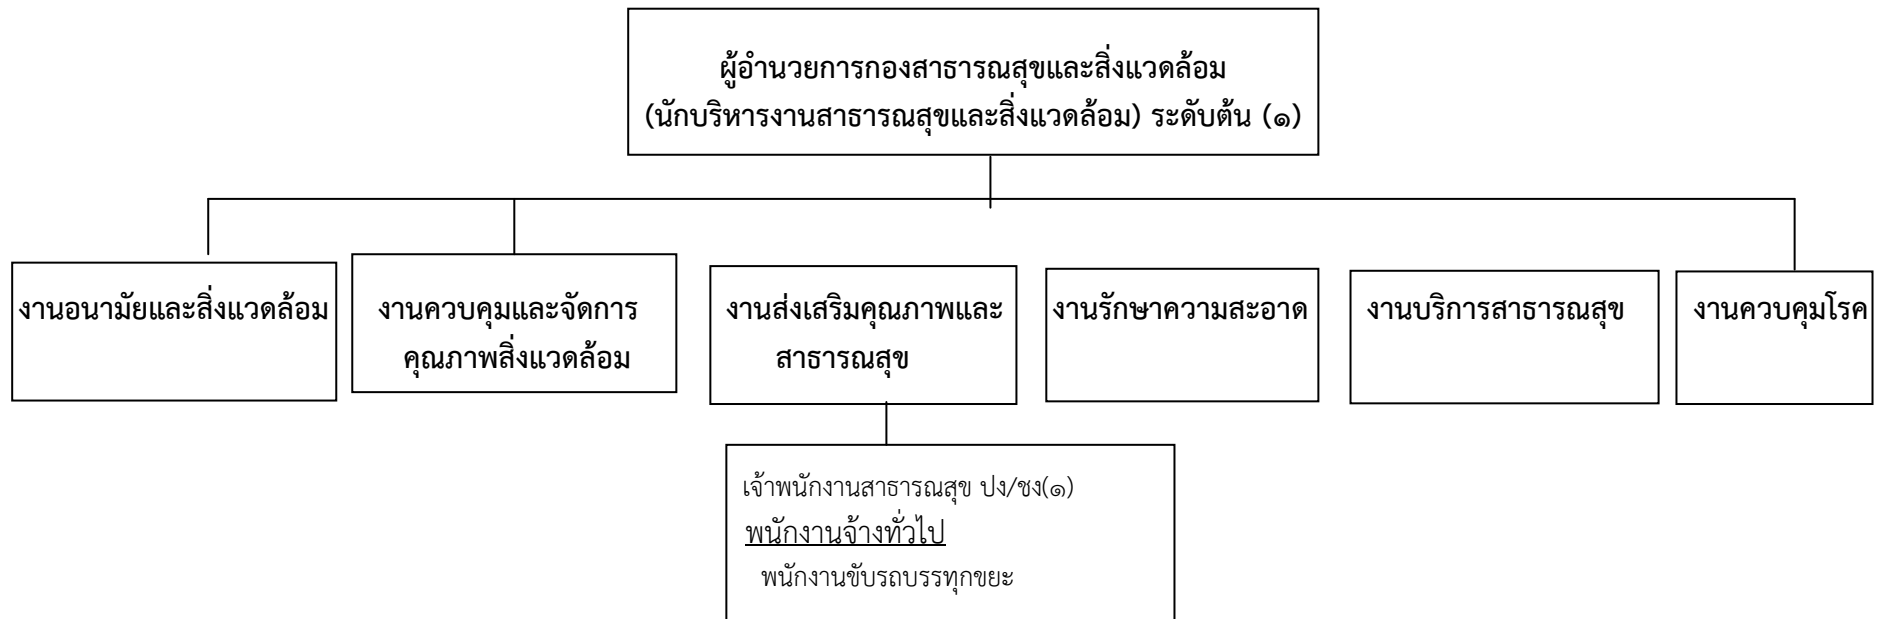 ผู้อำนวยการกองสาธารณสุขและสิ่งแวดล้อม
(นักบริหารงานสาธารณสุขและสิ่งแวดล้อม) ระดับต้น (๑)
งานอนามัยและสิ่งแวดล้อม
งานควบคุมและจัดการ
คุณภาพสิ่งแวดล้อม
งานส่งเสริมคุณภาพและ
สาธารณสุข
งานรักษาความสะอาด
งานบริการสาธารณสุข
งานควบคุมโรค
เจ้าพนักงานสาธารณสุข ปง/ชง(๑)
พนักงานจ้างทั่วไป
พนักงานขับรถบรรทุกขยะ